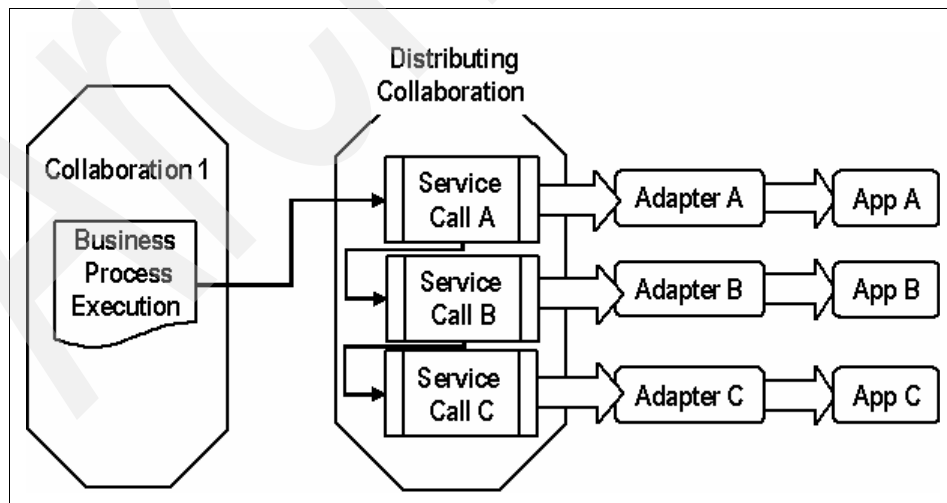 Distributing
Collaboration
Collaboration 1
Business
Process
Execution
Service
Call A
Adapter A
App A
Service
Call B
Adapter B
App B
Service
Call C
Adapter C
App C